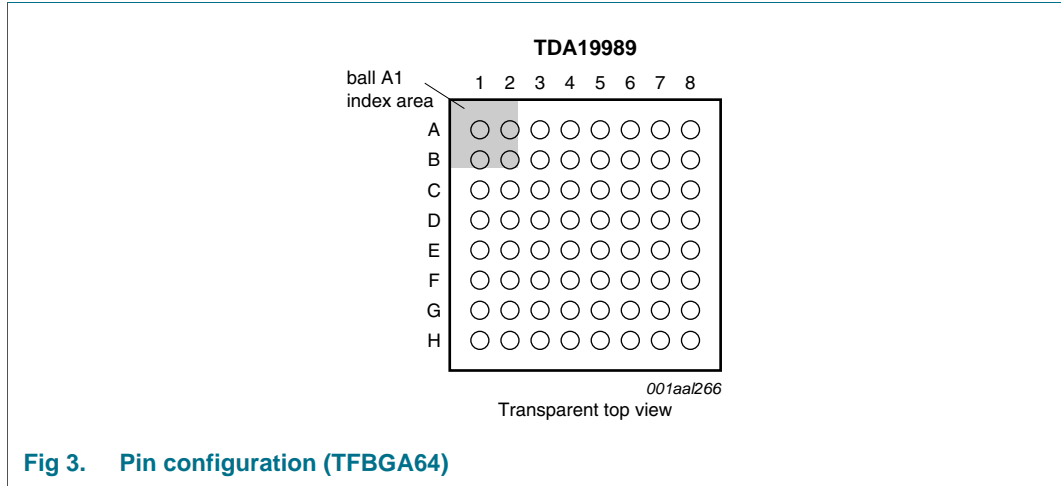 TDA19989
ball A1
index area
1 2 3 4 5 6 7 8
A
B
C
D
E
F
G
H
001aal266
Transparent top view
Fig 3. Pin configuration (TFBGA64)